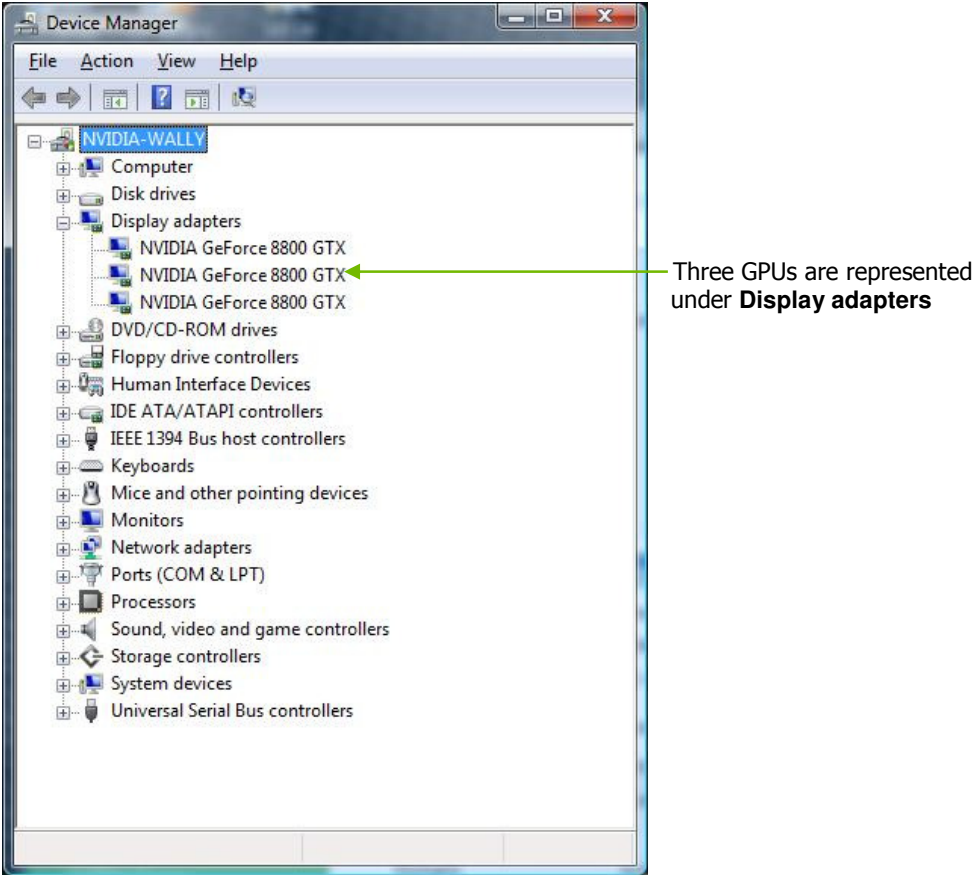 Device Manager
File Action View Help
NVIDIA-WALLY
Computer
Disk drives
Display adapters
NVIDIA GeForce 8800 GTX
NVIDIA GeForce 8800 GTX
NVIDIA GeForce 8800 GTX
DVD/CD-ROM drives
Floppy drive controllers
Human Interface Devices
IDE ATA/ATAPI controllers
IEEE 1394 Bus host controllers
Keyboards
Mice and other pointing devices
Monitors
Network adapters
Ports (COM & LPT)
Processors
Sound, video and game controllers
Storage controllers
System devices
Universal Serial Bus controllers
Three GPUs are represented
under Display adapters